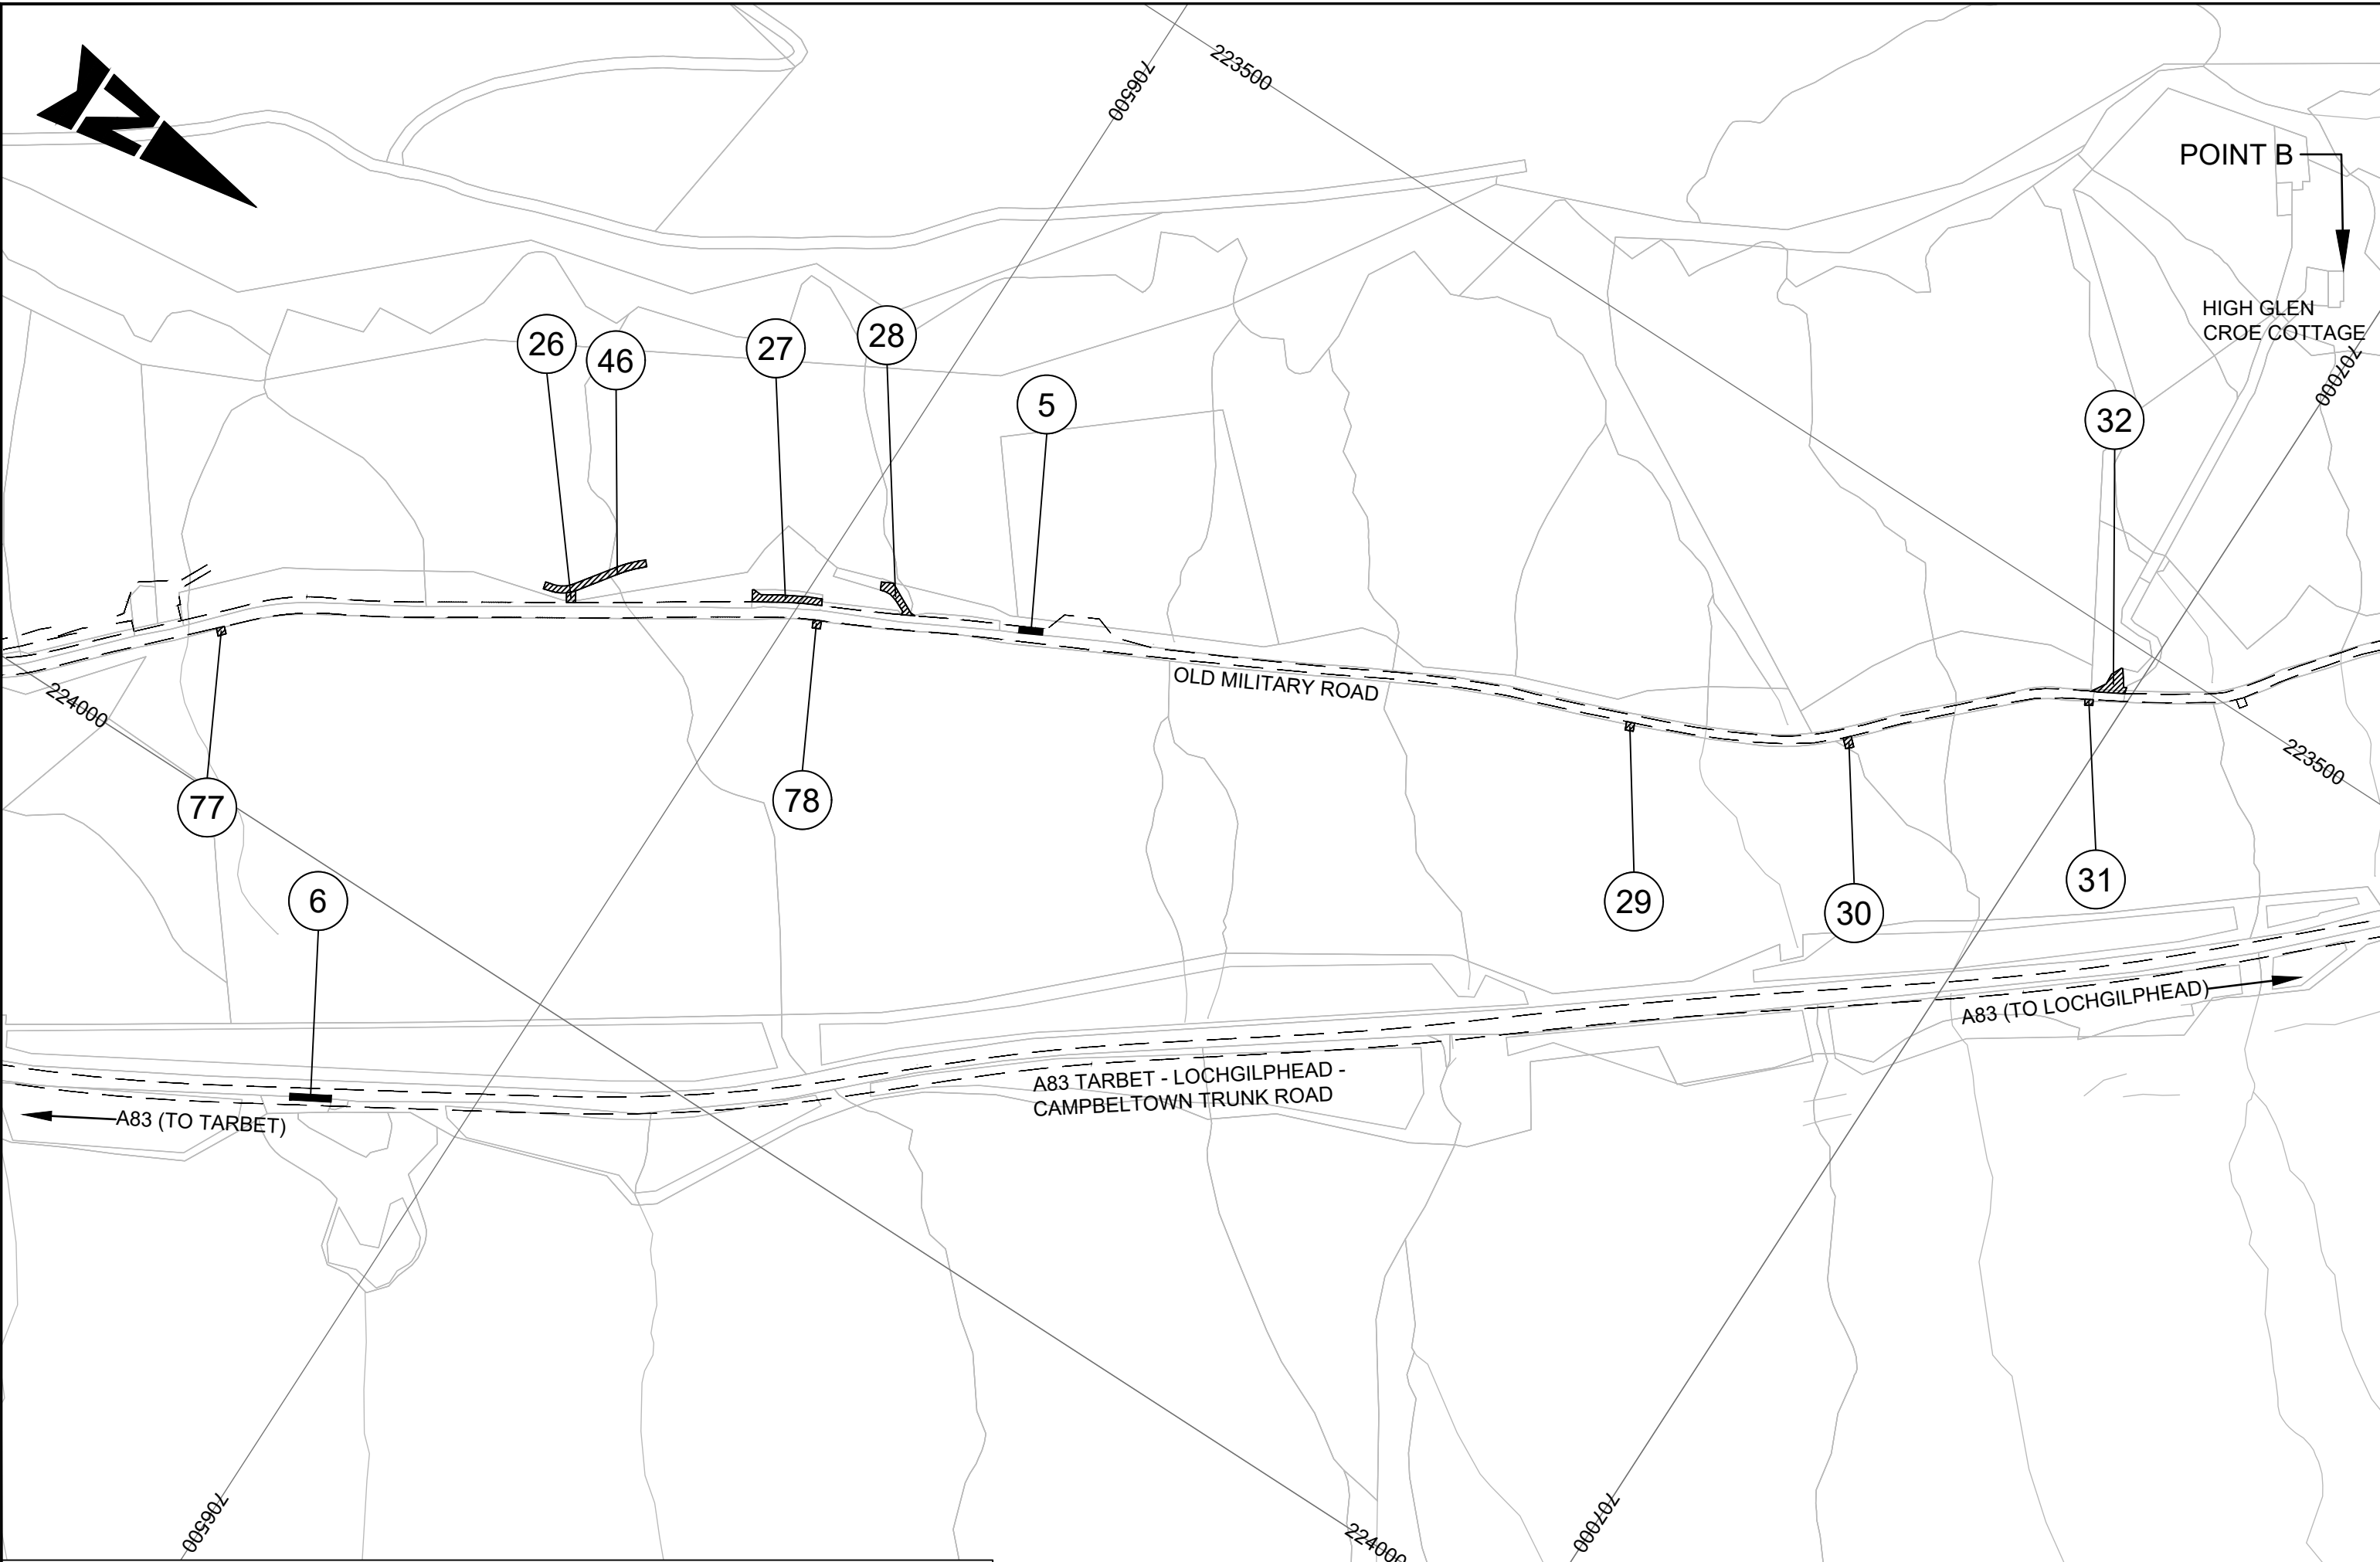 N
706500
223500
POINT B
HIGH GLEN
CROE COTTAGE
707000
26
46
27
28
5
32
OLD MILITARY ROAD
224000
223500
77
78
6
29
30
31
A83 (TO LOCHGILPHEAD)
A83 TARBET - LOCHGILPHEAD -
CAMPBELTOWN TRUNK ROAD
A83 (TO TARBET)
706500
224000
707000